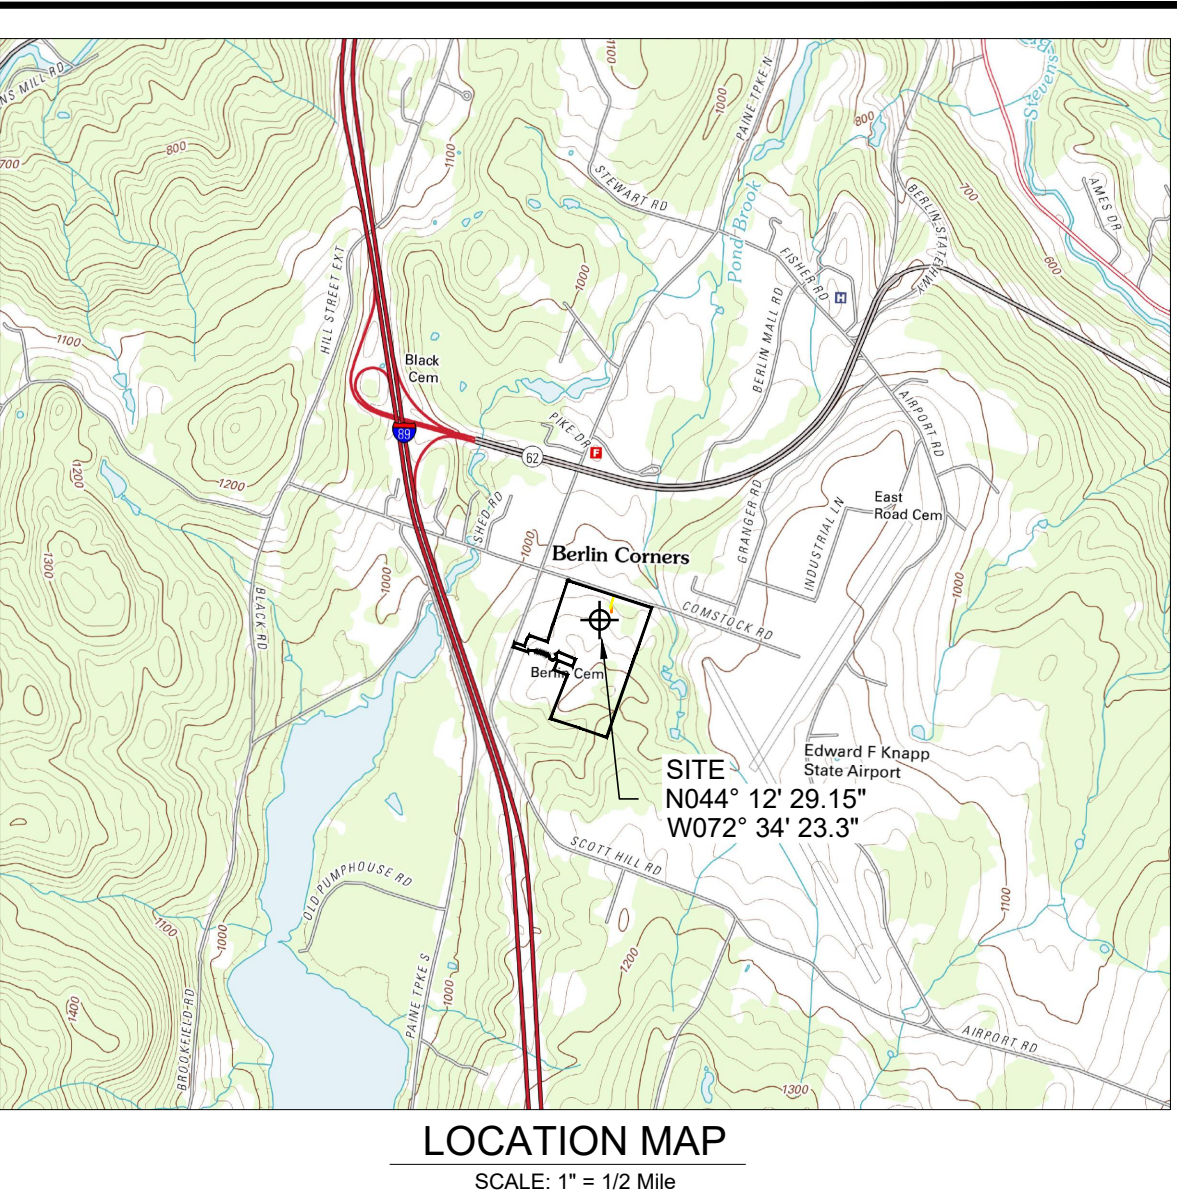 NS MILL RD
700
800
1100
1100
1000
PAINE TPKE N
800
Stevens
700
AMES DR
600
STEWART RD
Pond Brook
BERLIN STATE HWY
FISHER RD
H
HILL STREET EXT
1000
BERLIN MALL RD
1100
Black
Cem
89
PIKE DR
F
62
AIRPORT RD
1200
1200
East
Road Cem
SHED RD
GRANGER RD
INDUSTRIAL LN
1300
1000
1000
Berlin Corners
1000
BLACK RD
COMSTOCK RD
Berlin Cem
Edward F Knapp
State Airport
SITE
N044° 12' 29.15"
W072° 34' 23.3"
SCOTT HILL RD
OLD PUMPHOUSE RD
1100
1000
1100
1200
1000
1400
PAINE TPKE S
BROOKFIELD RD
AIRPORT RD
1300
LOCATION MAP
SCALE: 1" = 1/2 Mile